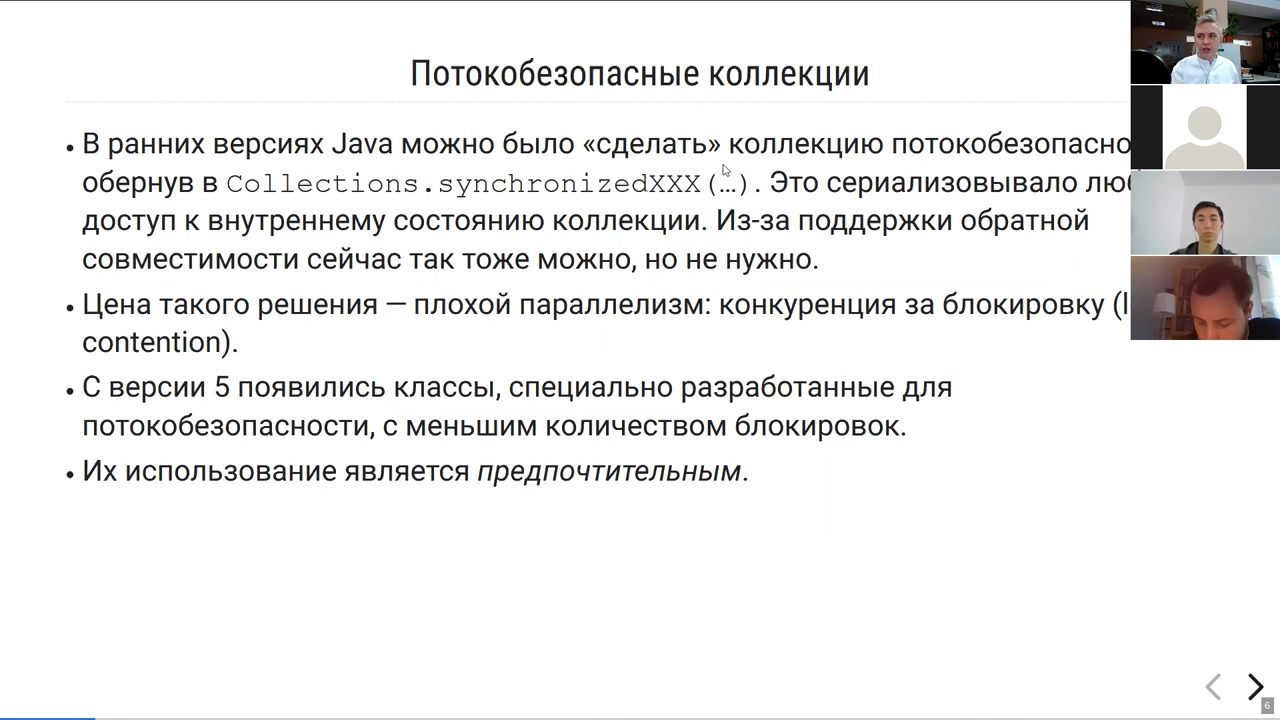 Потокобезопасные коллекции
• В ранних версиях Java можно было «сделать» коллекцию
обернув в Collections.synchronizedXXX(…). Это сериализовывало
доступ к внутреннему состоянию коллекции. Из-за поддержки обратной
совместимости сейчас так тоже можно, но не нужно.
• Цена такого решения — плохой параллелизм: конкуренция за блокировку
contention).
• С версии 5 появились классы, специально разработанные для
потокобезопасности, с меньшим количеством блокировок.
• Их использование является предпочтительным.
6